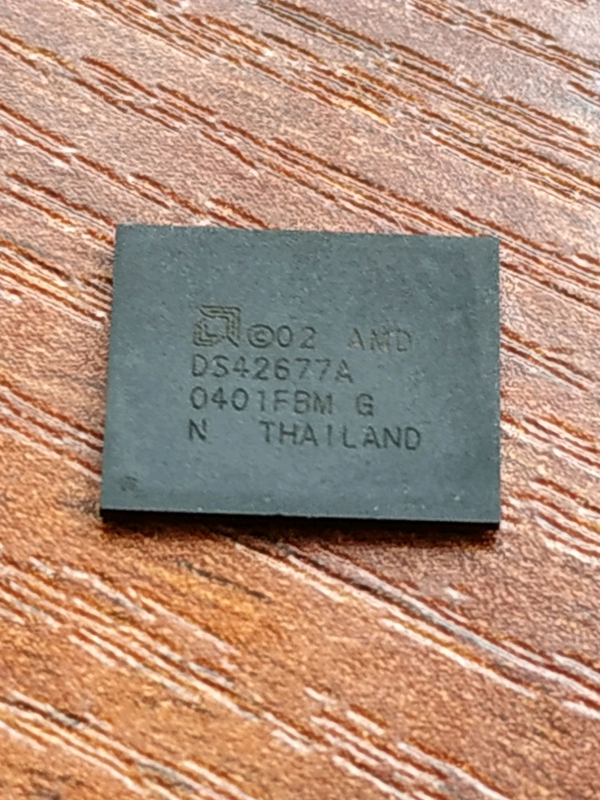 ©02 AMD
DS42677A
0401FBM G
N THAILAND